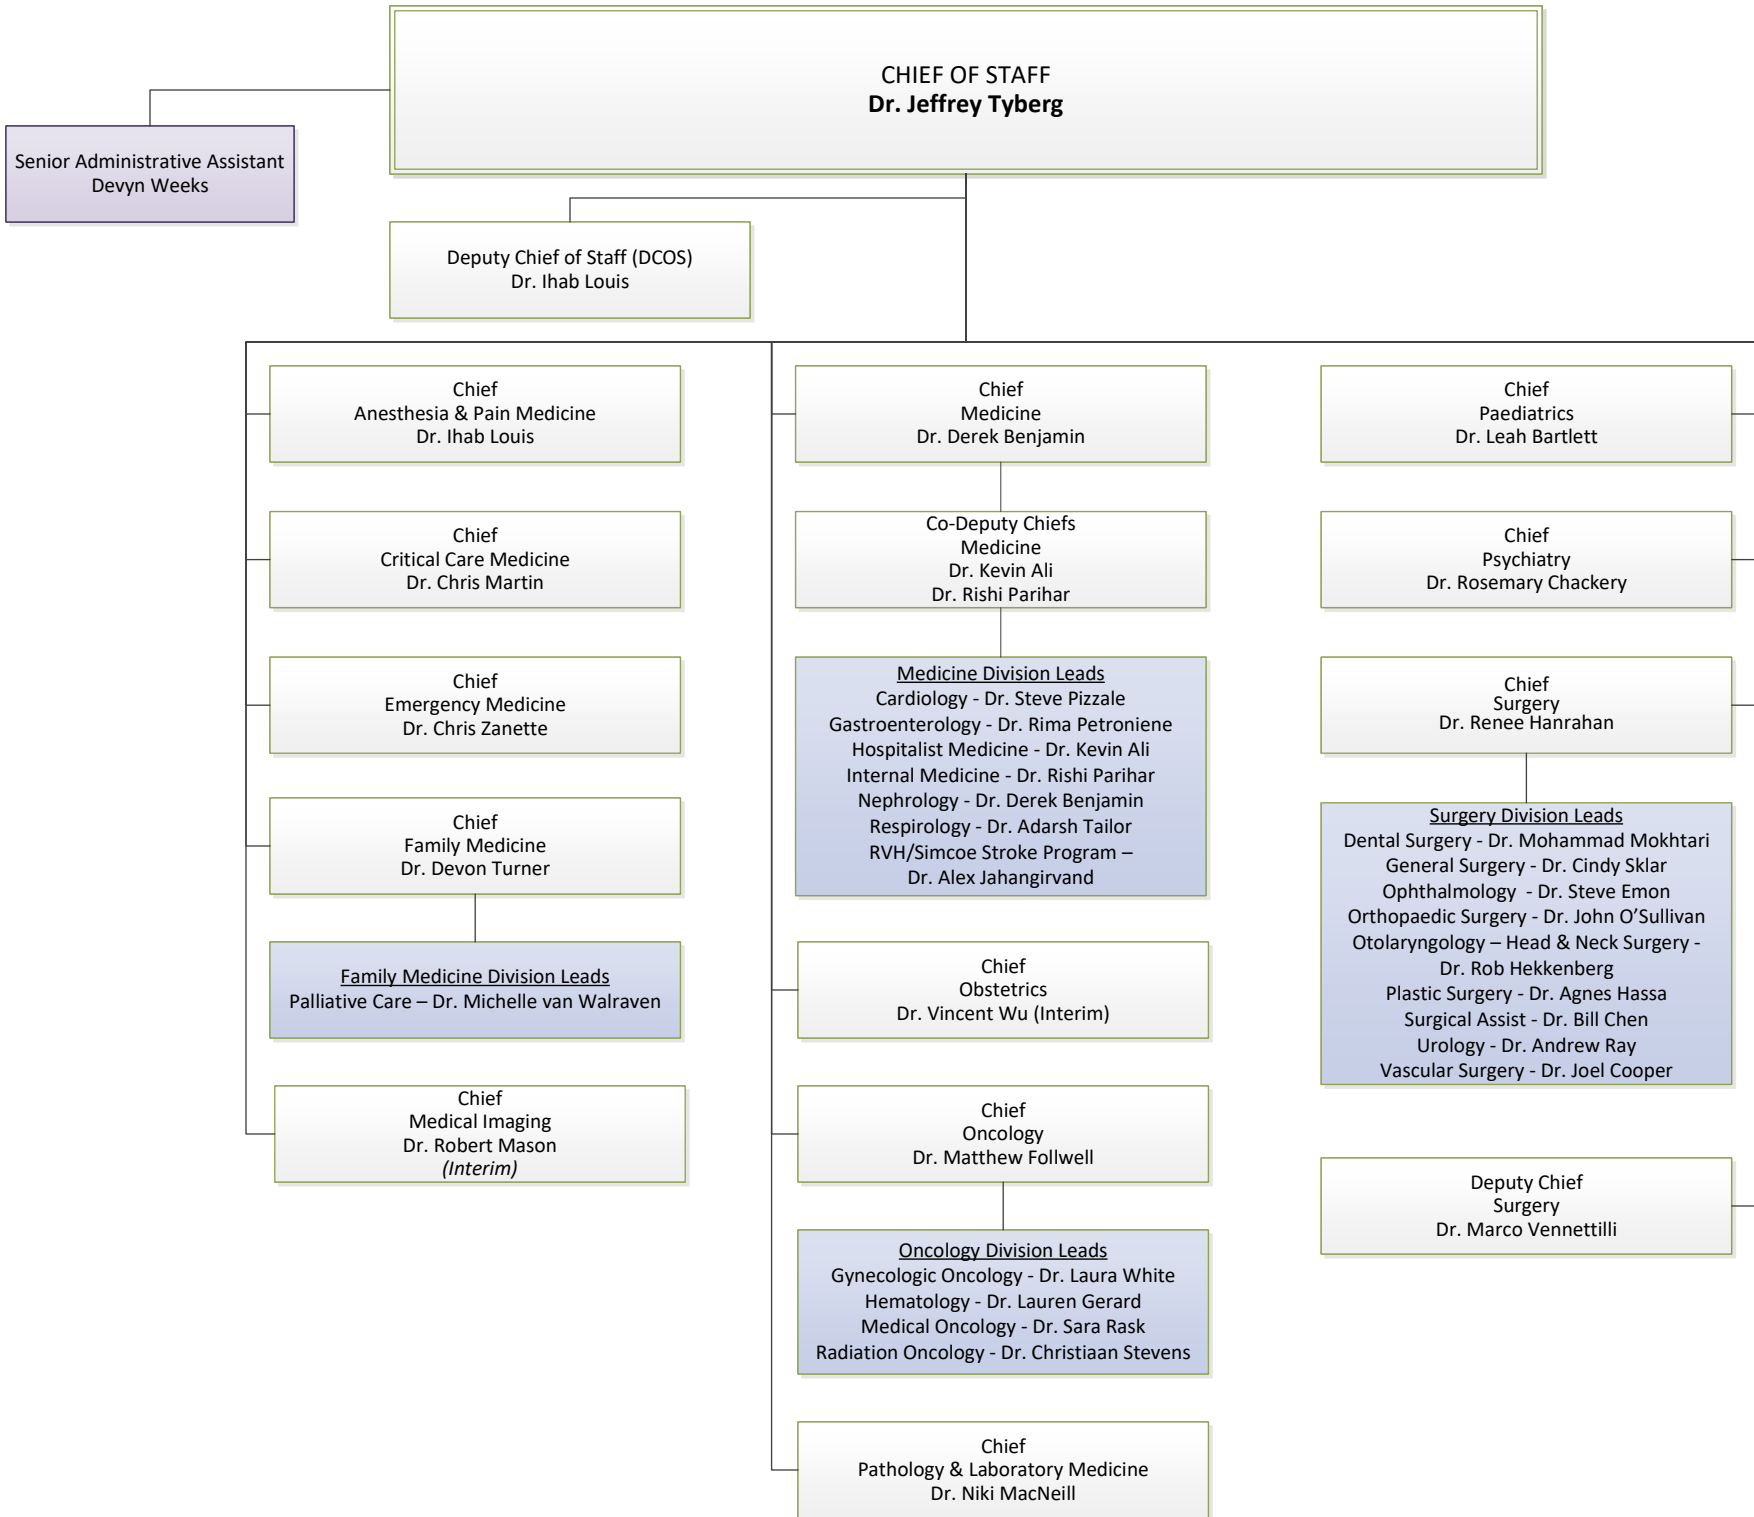 CHIEF OF STAFF
Dr. Jeffrey Tyberg
Senior Administrative Assistant
Devyn Weeks
Deputy Chief of Staff (DCOS)
Dr. Ihab Louis
Chief
Anesthesia & Pain Medicine
Dr. Ihab Louis
Chief
Critical Care Medicine
Dr. Chris Martin
Chief
Emergency Medicine
Dr. Chris Zanette
Chief
Family Medicine
Dr. Devon Turner
Family Medicine Division Leads
Palliative Care – Dr. Michelle van Walraven
Chief
Medical Imaging
Dr. Robert Mason
(Interim)
Chief
Medicine
Dr. Derek Benjamin
Co-Deputy Chiefs
Medicine
Dr. Kevin Ali
Dr. Rishi Parihar
Medicine Division Leads
Cardiology - Dr. Steve Pizzale
Gastroenterology - Dr. Rima Petroniene
Hospitalist Medicine - Dr. Kevin Ali
Internal Medicine - Dr. Rishi Parihar
Nephrology - Dr. Derek Benjamin
Respirology - Dr. Adarsh Tailor
RVH/Simcoe Stroke Program –
Dr. Alex Jahangirvand
Chief
Obstetrics
Dr. Vincent Wu (Interim)
Chief
Oncology
Dr. Matthew Follwell
Oncology Division Leads
Gynecologic Oncology - Dr. Laura White
Hematology - Dr. Lauren Gerard
Medical Oncology - Dr. Sara Rask
Radiation Oncology - Dr. Christiaan Stevens
Chief
Pathology & Laboratory Medicine
Dr. Niki MacNeill
Chief
Paediatrics
Dr. Leah Bartlett
Chief
Psychiatry
Dr. Rosemary Chackery
Chief
Surgery
Dr. Renee Hanrahan
Surgery Division Leads
Dental Surgery - Dr. Mohammad Mokhtari
General Surgery - Dr. Cindy Sklar
Ophthalmology - Dr. Steve Emon
Orthopaedic Surgery - Dr. John O’Sullivan
Otolaryngology – Head & Neck Surgery -
Dr. Rob Hekkenberg
Plastic Surgery - Dr. Agnes Hassa
Surgical Assist - Dr. Bill Chen
Urology - Dr. Andrew Ray
Vascular Surgery - Dr. Joel Cooper
Deputy Chief
Surgery
Dr. Marco Vennettilli